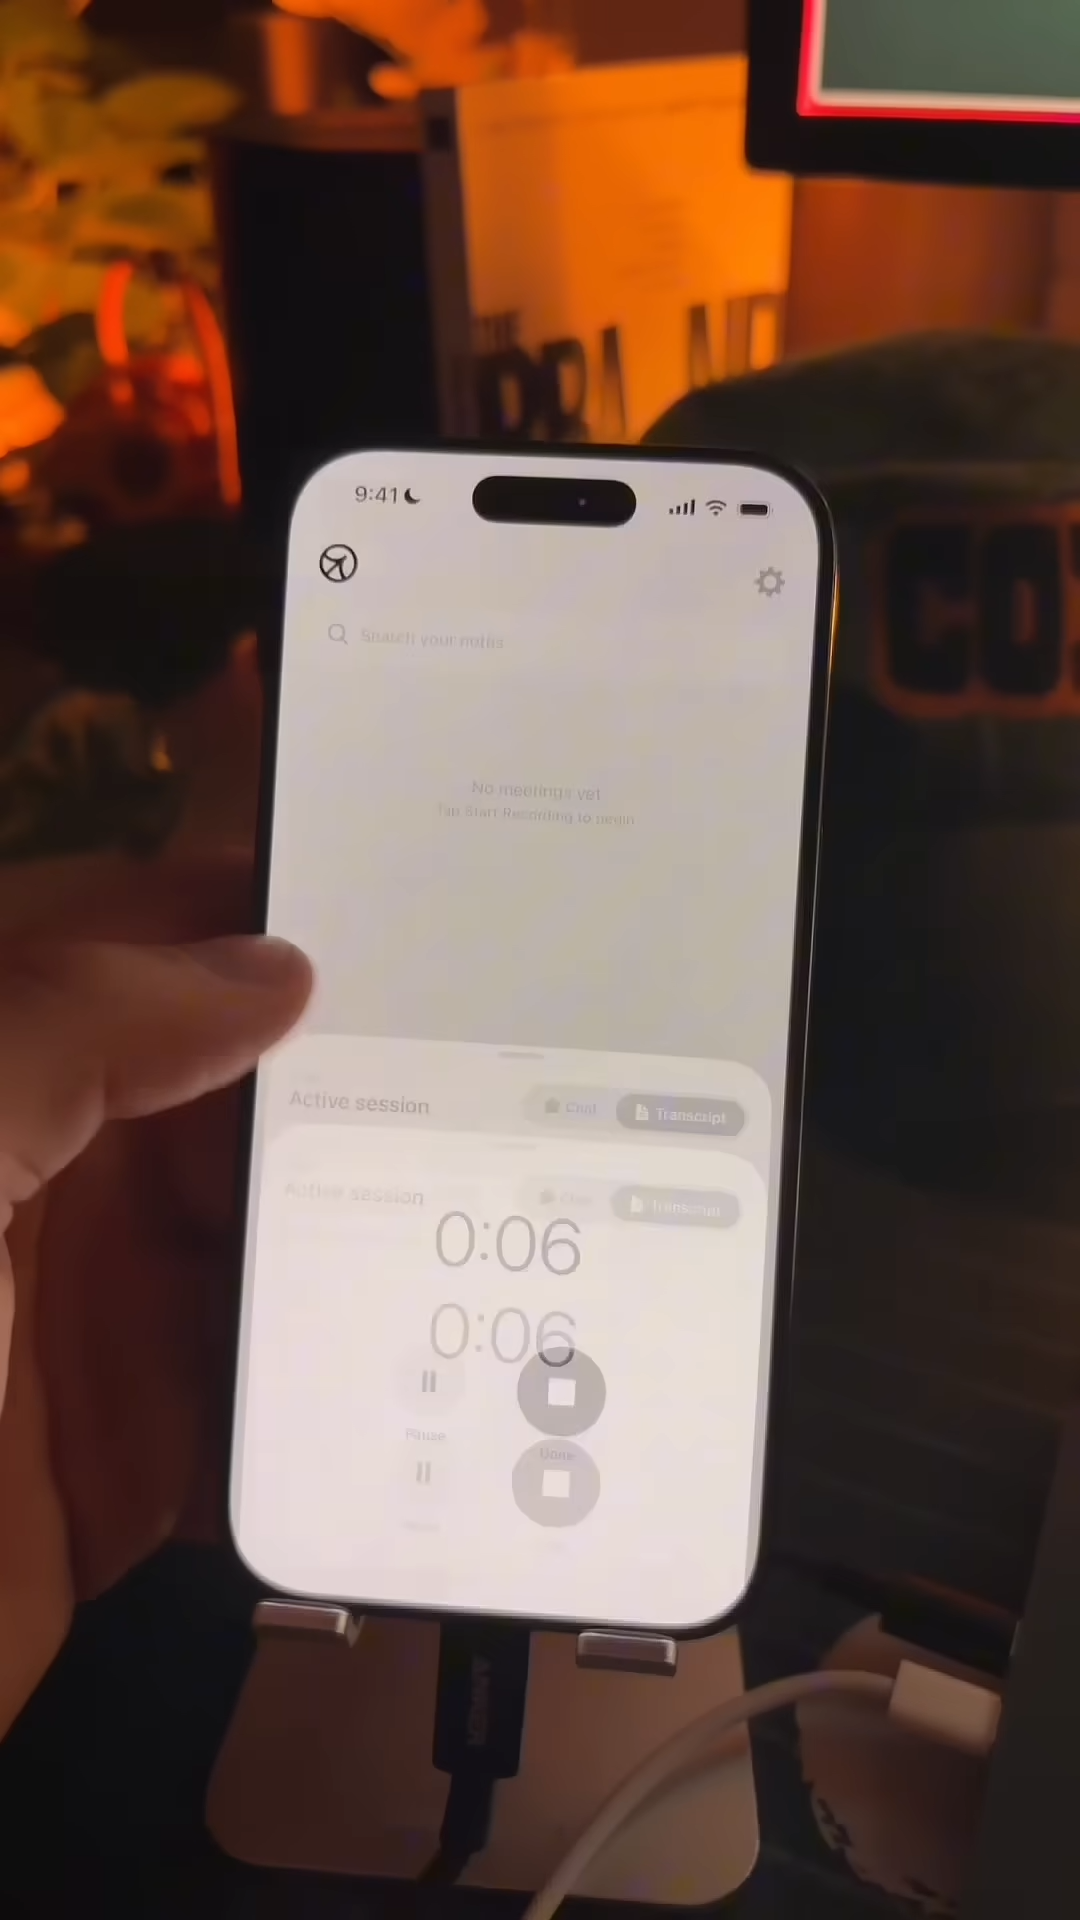 9:41
Search your notes
No meetings yet
Tap Start Recording to begin
Active session
Chat
Transcript
Active session
Chat
Transcript
0:06
0:06
Pause
Done
ANKER